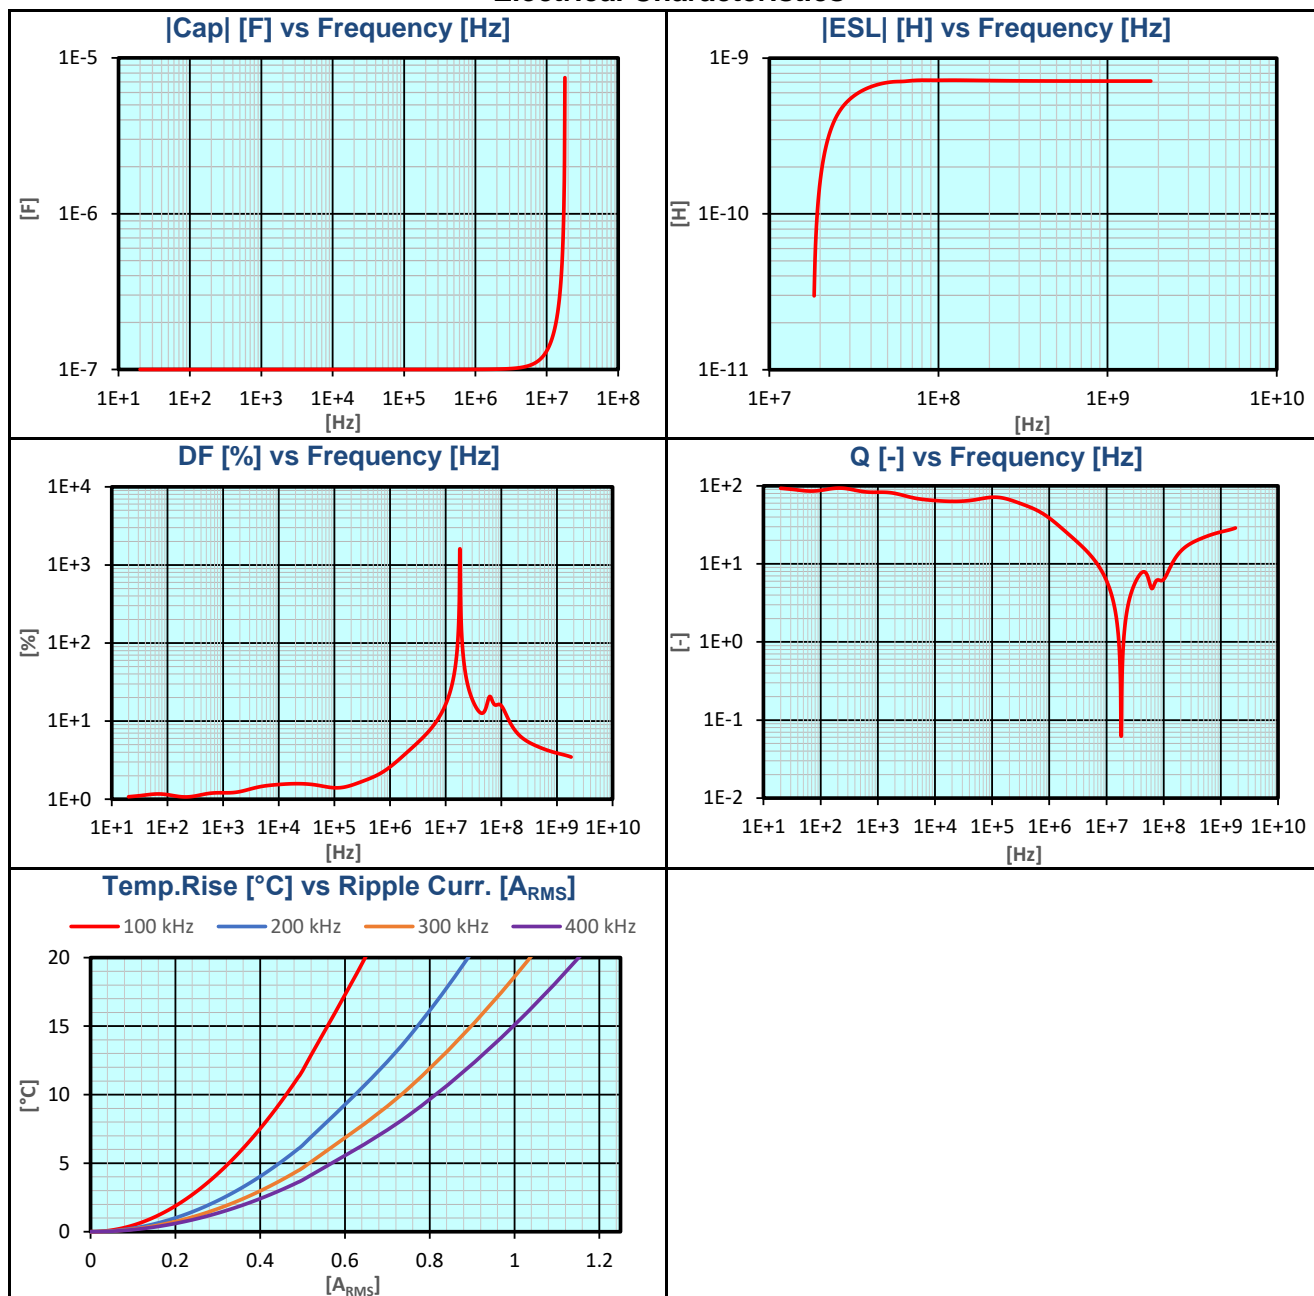 |Cap| [F] vs Frequency [Hz]
1E-5
1E-6
1E-7
[F]
1E+1 1E+2 1E+3 1E+4 1E+5 1E+6 1E+7 1E+8
[Hz]
|ESL| [H] vs Frequency [Hz]
1E-9
1E-10
1E-11
[H]
1E+7 1E+8 1E+9 1E+10
[Hz]
DF [%] vs Frequency [Hz]
1E+4
1E+3
1E+2
1E+1
1E+0
[%]
1E+1 1E+2 1E+3 1E+4 1E+5 1E+6 1E+7 1E+8 1E+9 1E+10
[Hz]
Q [-] vs Frequency [Hz]
1E+2
1E+1
1E+0
1E-1
1E-2
[-]
1E+1 1E+2 1E+3 1E+4 1E+5 1E+6 1E+7 1E+8 1E+9 1E+10
[Hz]
Temp.Rise [°C] vs Ripple Curr. [ARMS]
100 kHz 200 kHz 300 kHz 400 kHz
20
15
10
5
0
[°C]
0 0.2 0.4 0.6 0.8 1 1.2
[ARMS]